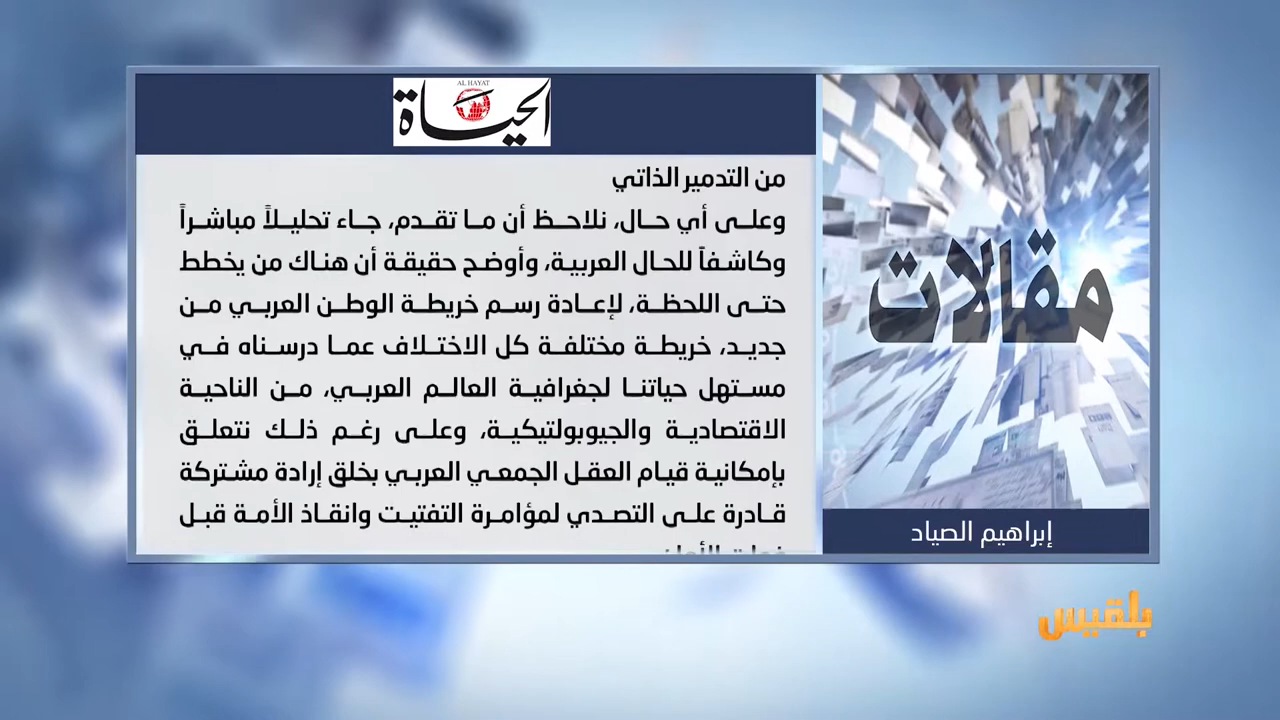 AL HAYAT
الحياة
من التدمير الذاتي
وعلى أي حال، نلاحظ أن ما تقدم، جاء تحليلاً مباشراً
وكاشفاً للحال العربية، وأوضح حقيقة أن هناك من يخطط
حتى اللحظة، لإعادة رسم خريطة الوطن العربي من
جديد، خريطة مختلفة كل الاختلاف عما درسناه في
مستهل حياتنا لجغرافية العالم العربي، من الناحية
الاقتصادية والجيوبولتيكية، وعلى رغم ذلك نتعلق
بإمكانية قيام العقل الجمعي العربي بخلق إرادة مشتركة
قادرة على التصدي لمؤامرة التفتيت وانقاذ الأمة قبل
مقالات
إبراهيم الصياد
بلقيس